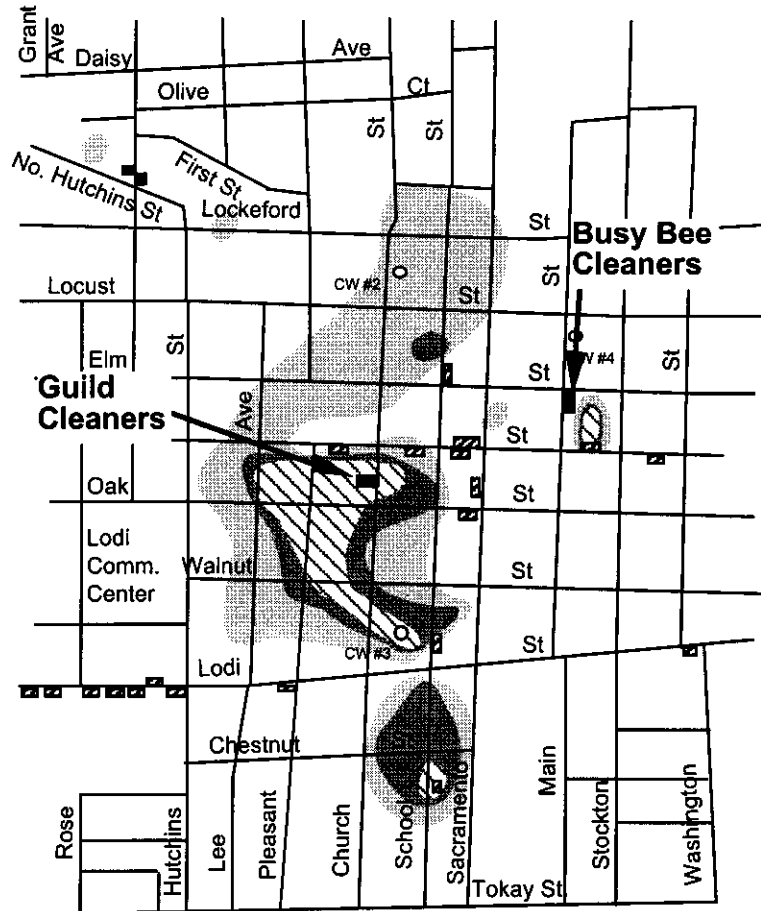 Grant
Ave
Daisy
Ave
Olive
Ct
St
St
No. Hutchins St
First St
Lockeford
St
Busy Bee
Cleaners
CW #2
Locust
St
St
St
Elm
St
St
Guild
Cleaners
Ave
St
Oak
St
Lodi
Comm.
Center
Walnut
St
CW #3
St
Lodi
Chestnut
Rose
Hutchins
Lee
Pleasant
Church
School
Sacramento
Main
Stockton
Washington
Tokay St